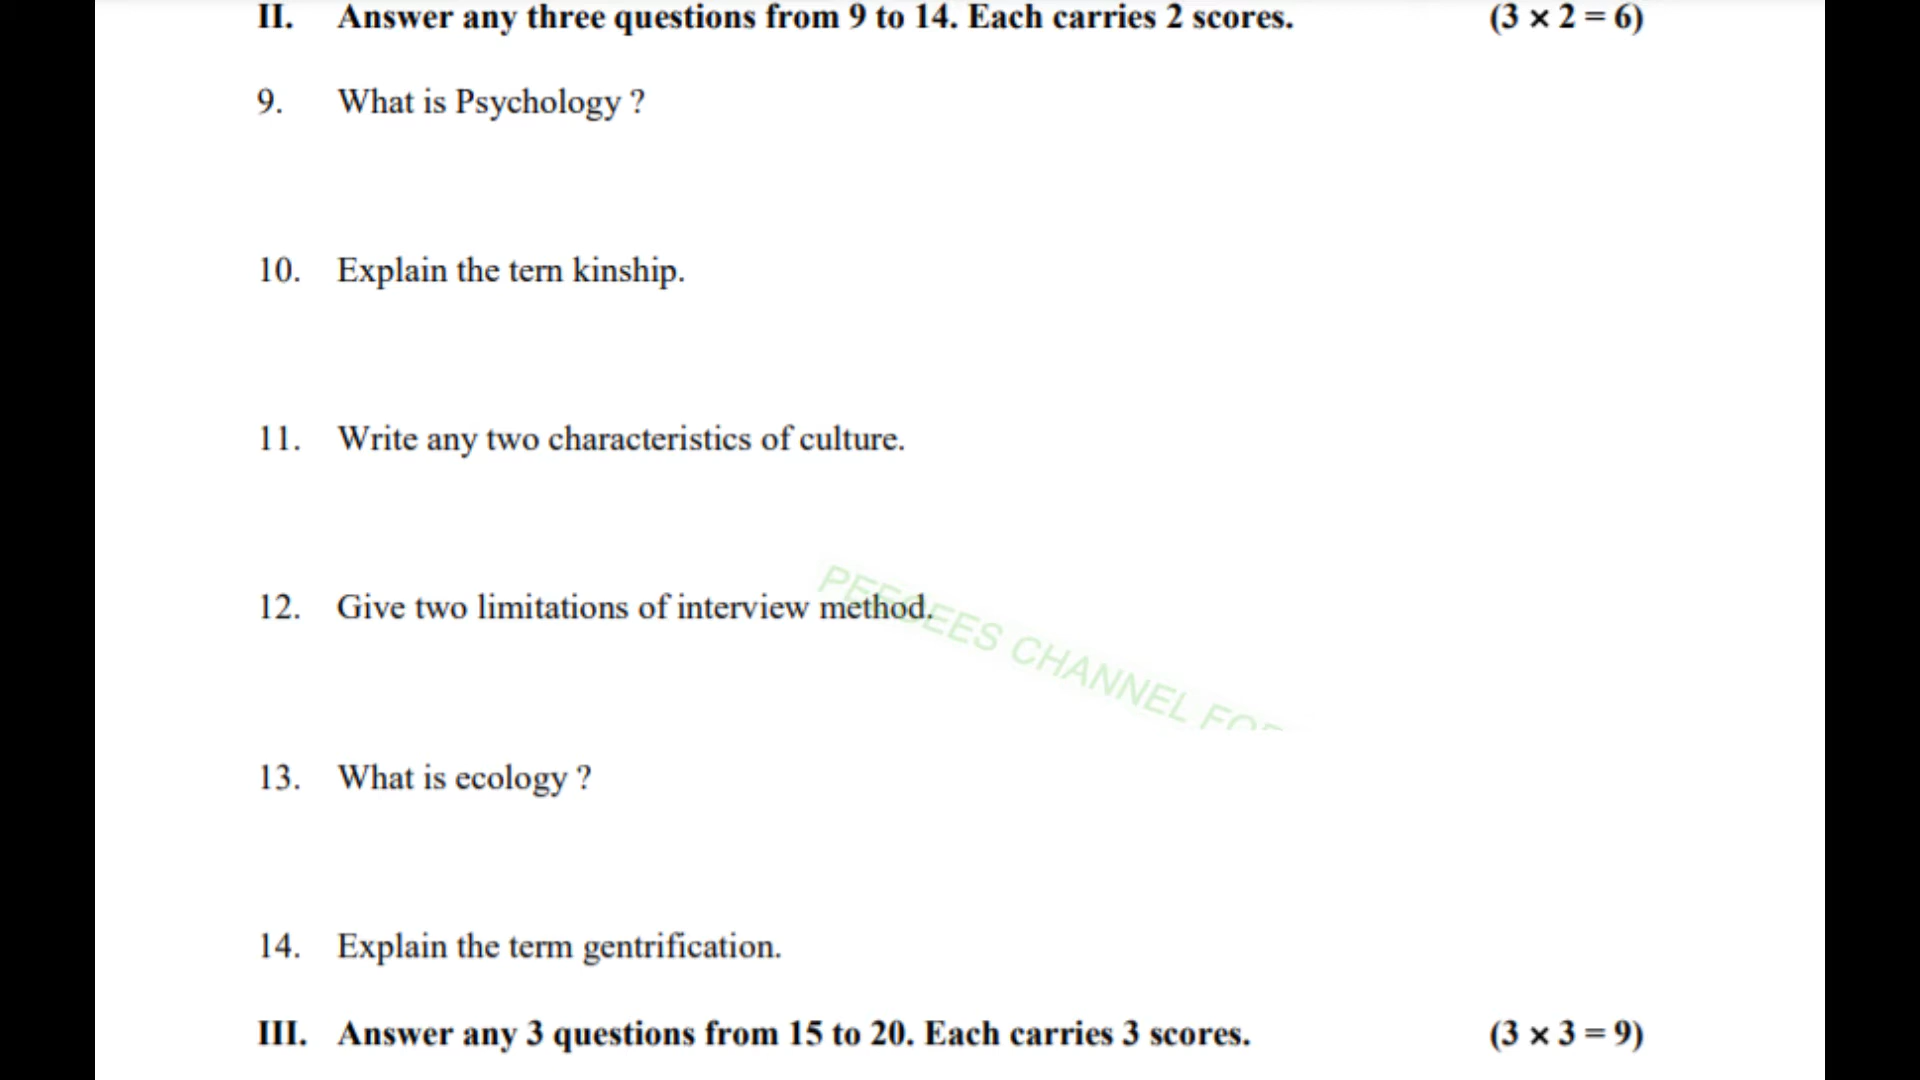 II. Answer any three questions from 9 to 14. Each carries 2 scores. (3 × 2 = 6)
9. What is Psychology ?
10. Explain the tern kinship.
11. Write any two characteristics of culture.
12. Give two limitations of interview method.
PEECEES CHANNEL FOR
13. What is ecology ?
14. Explain the term gentrification.
III. Answer any 3 questions from 15 to 20. Each carries 3 scores. (3 × 3 = 9)